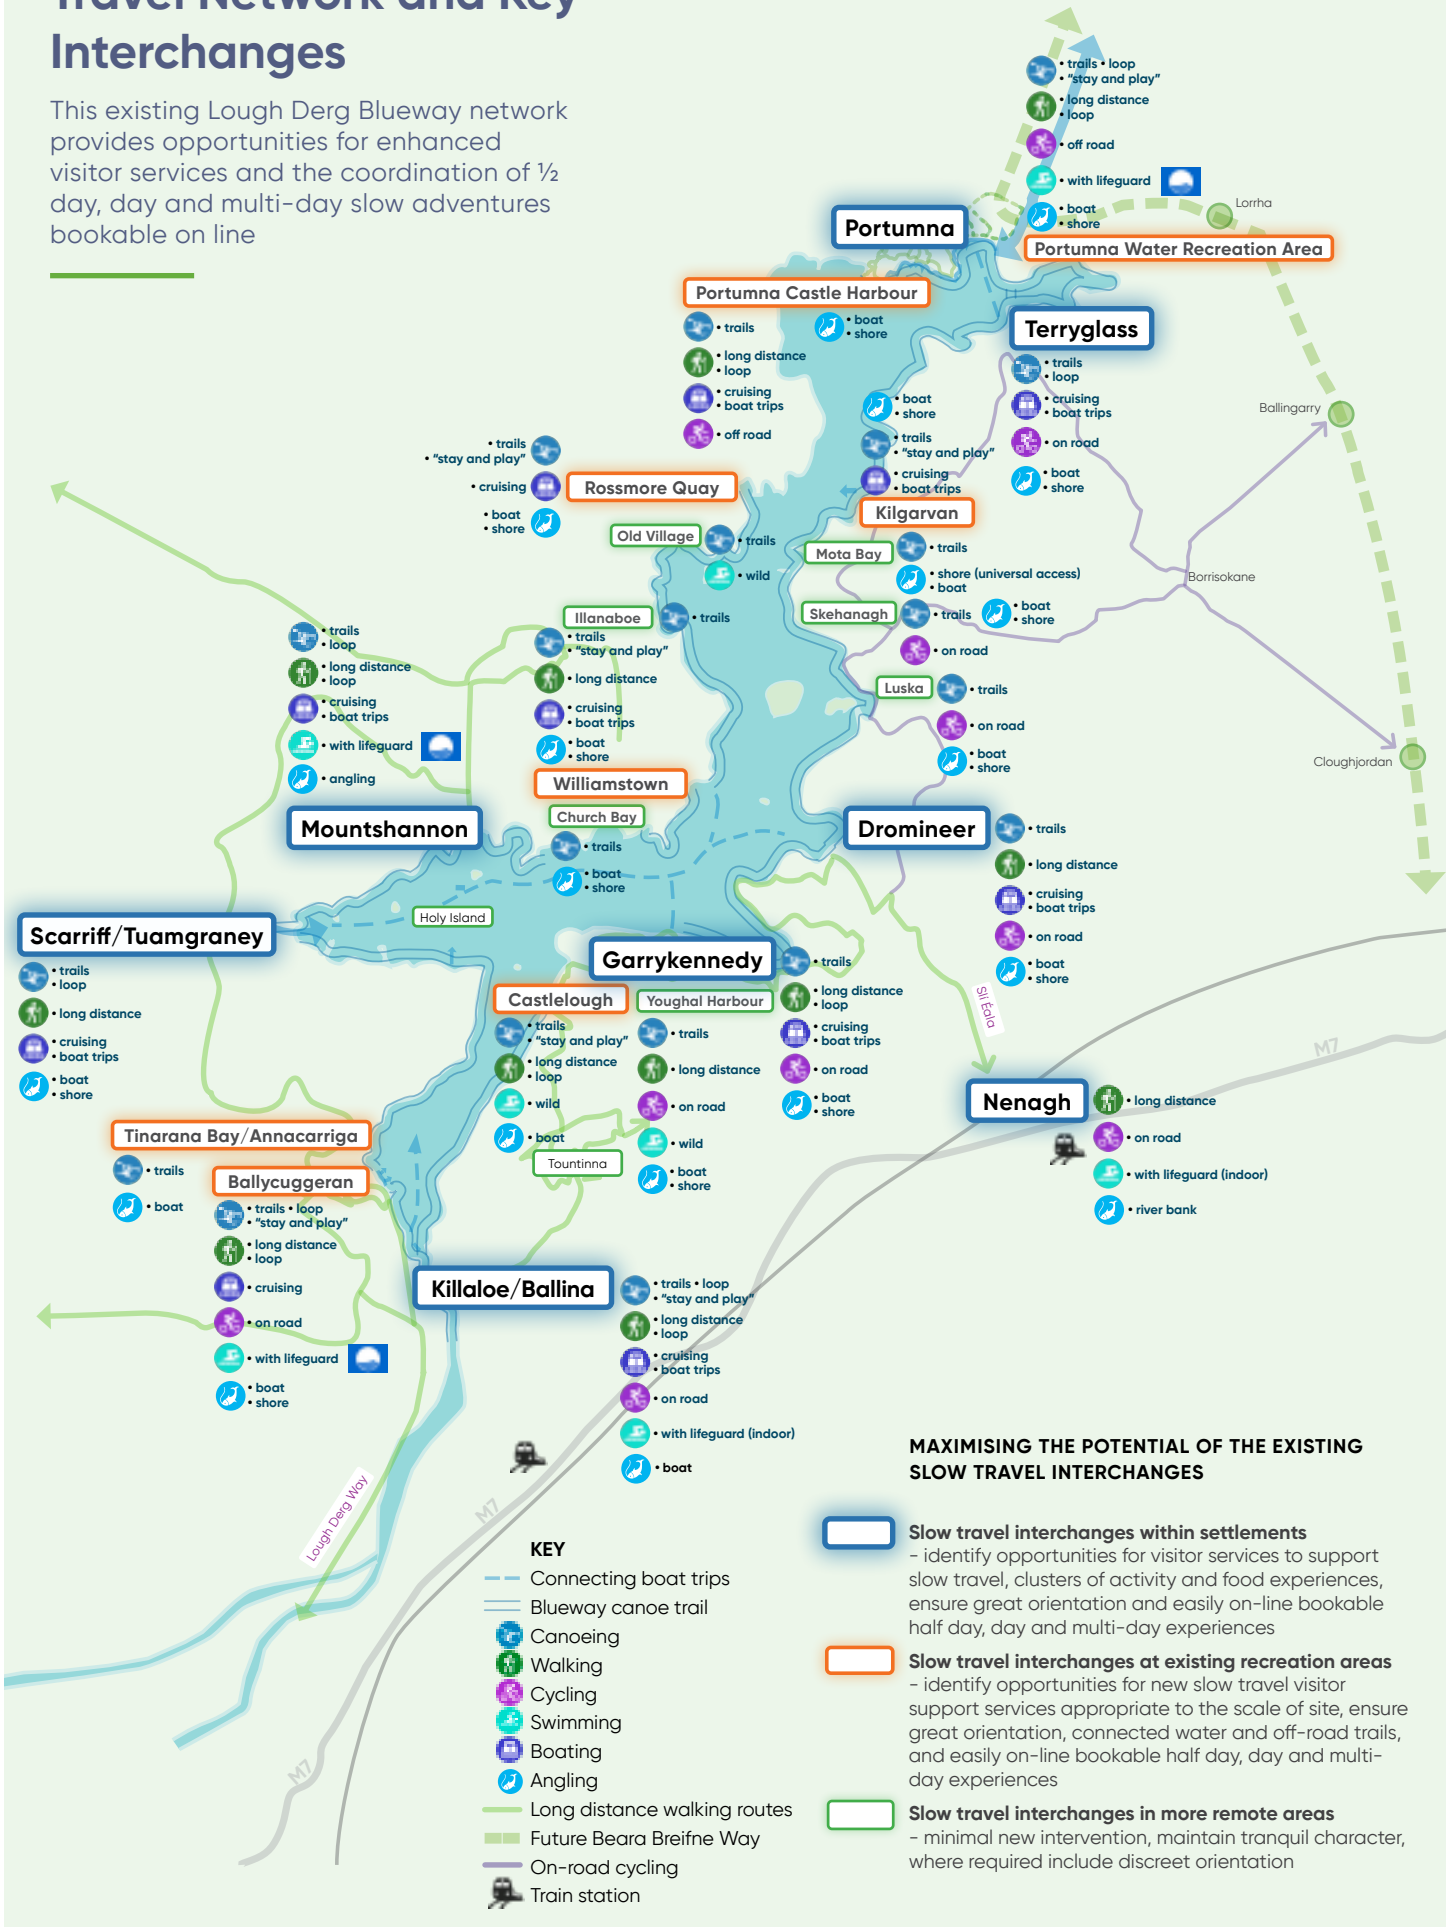 Travel Network and Key
Interchanges
This existing Lough Derg Blueway network
provides opportunities for enhanced
visitor services and the coordination of ½
day, day and multi-day slow adventures
bookable on line
• trails • loop
• “stay and play”
• long distance
• loop
• off road
• with lifeguard
• boat
• shore
Lorrha
Portumna
Portumna Water Recreation Area
Portumna Castle Harbour
• trails
• boat
• shore
• long distance
• loop
• cruising
• boat trips
• off road
Terryglass
• trails
• loop
• cruising
• boat trips
• on road
• boat
• shore
Ballingarry
• boat
• shore
• trails
• “stay and play”
• cruising
• boat trips
Kilgarvan
• trails
• “stay and play”
• cruising
• boat
• shore
Rossmore Quay
Old Village
• trails
• wild
Mota Bay
• trails
• shore (universal access)
• boat
Borrisokane
Skehanagh
• trails
• boat
• shore
• on road
Illanaboe
• trails
• trails
• “stay and play”
• long distance
• cruising
• boat trips
• boat
• shore
Williamstown
• trails
• loop
• long distance
• loop
• cruising
• boat trips
• with lifeguard
• angling
Mountshannon
Luska
• trails
• on road
• boat
• shore
Cloughjordan
Church Bay
• trails
• boat
• shore
Dromineer
• trails
• long distance
• cruising
• boat trips
• on road
• boat
• shore
Holy Island
Scarriff/Tuamgraney
• trails
• loop
• long distance
• cruising
• boat trips
• boat
• shore
Garrykennedy
• trails
• long distance
• loop
• cruising
• boat trips
• on road
• boat
• shore
Castlelough
• trails
• “stay and play”
• long distance
• loop
• wild
• boat
Youghal Harbour
• trails
• long distance
• on road
• wild
• boat
• shore
Tountinna
Slí Éala
M7
Nenagh
• long distance
• on road
• with lifeguard (indoor)
• river bank
Tinarana Bay/Annacarriga
• trails
• boat
Ballycuggeran
• trails • loop
• “stay and play”
• long distance
• loop
• cruising
• on road
• with lifeguard
• boat
• shore
Killaloe/Ballina
• trails • loop
• “stay and play”
• long distance
• loop
• cruising
• boat trips
• on road
• with lifeguard (indoor)
• boat
Lough Derg Way
M7
M7
KEY
Connecting boat trips
Blueway canoe trail
Canoeing
Walking
Cycling
Swimming
Boating
Angling
Long distance walking routes
Future Beara Breifne Way
On-road cycling
Train station
MAXIMISING THE POTENTIAL OF THE EXISTING
SLOW TRAVEL INTERCHANGES
Slow travel interchanges within settlements
- identify opportunities for visitor services to support
slow travel, clusters of activity and food experiences,
ensure great orientation and easily on-line bookable
half day, day and multi-day experiences
Slow travel interchanges at existing recreation areas
- identify opportunities for new slow travel visitor
support services appropriate to the scale of site, ensure
great orientation, connected water and off-road trails,
and easily on-line bookable half day, day and multi-
day experiences
Slow travel interchanges in more remote areas
- minimal new intervention, maintain tranquil character,
where required include discreet orientation